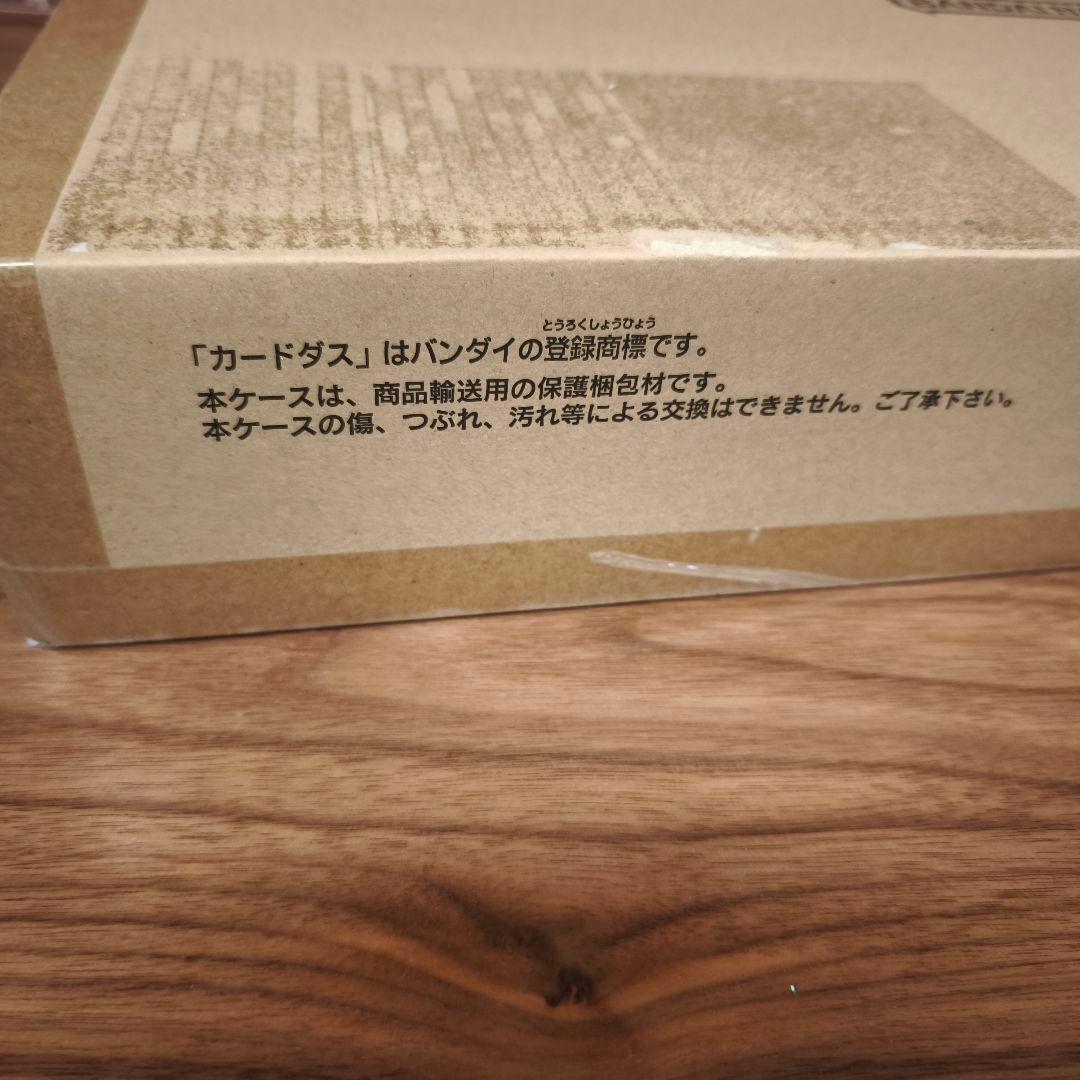 とうろくしょうひょう
「カードダス」はバンダイの登録商標です。
本ケースは、商品輸送用の保護梱包材です。
本ケースの傷、つぶれ、汚れ等による交換はできません。ご了承下さい。